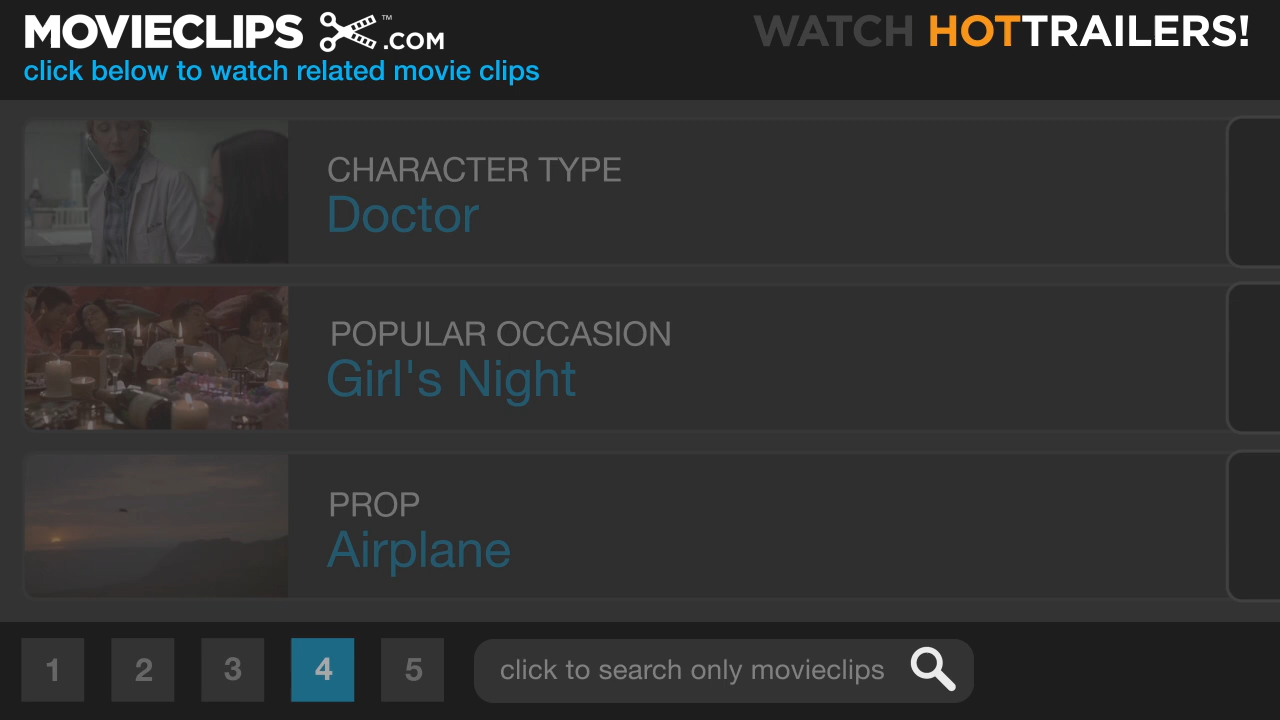 MOVIECLIPS ™ .COM
WATCH HOTTRAILERS!
click below to watch related movie clips
CHARACTER TYPE
Doctor
POPULAR OCCASION
Girl's Night
PROP
Airplane
1 2 3 4 5 click to search only movieclips